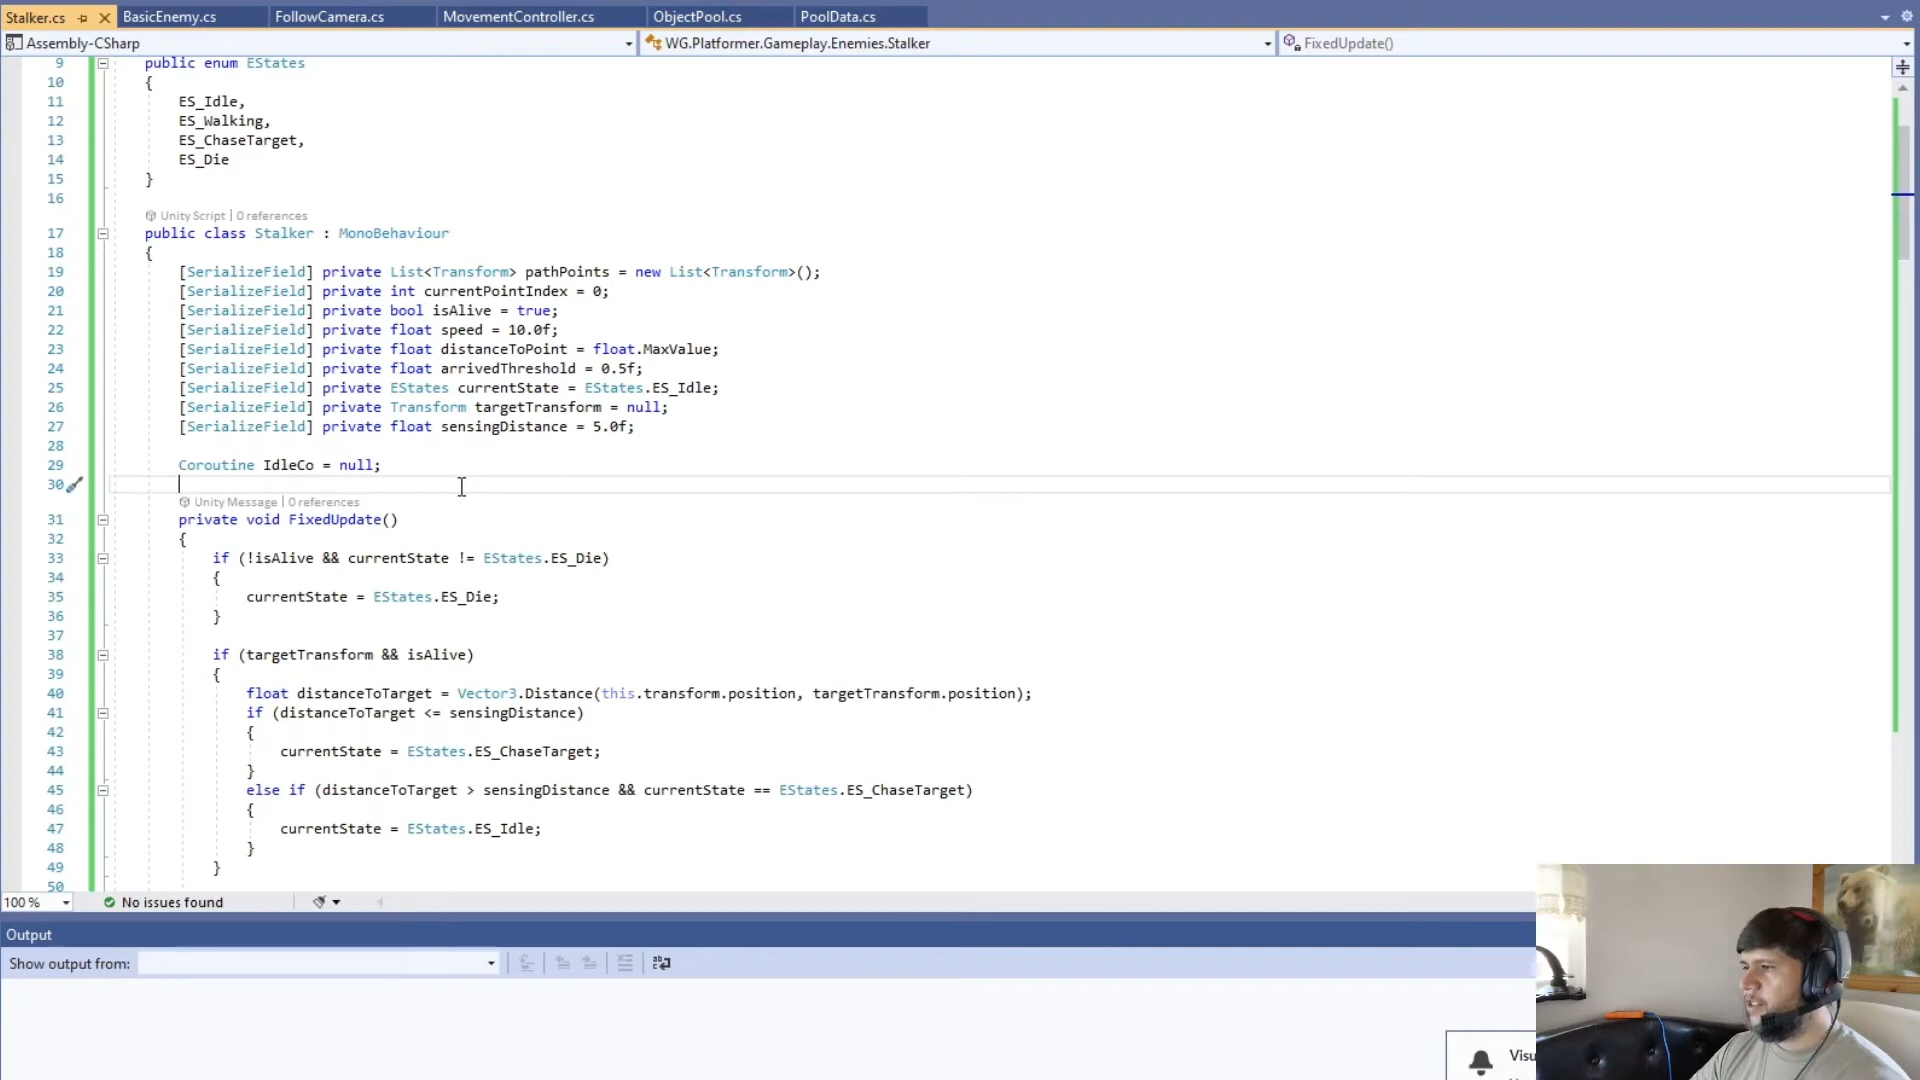 Stalker.cs
BasicEnemy.cs
FollowCamera.cs
MovementController.cs
ObjectPool.cs
PoolData.cs
Assembly-CSharp
WG.Platformer.Gameplay.Enemies.Stalker
FixedUpdate()
9 public enum EStates
10 {
11 ES_Idle,
12 ES_Walking,
13 ES_ChaseTarget,
14 ES_Die
15 }
16
Unity Script | 0 references
17 public class Stalker : MonoBehaviour
18 {
19 [SerializeField] private List<Transform> pathPoints = new List<Transform>();
20 [SerializeField] private int currentPointIndex = 0;
21 [SerializeField] private bool isAlive = true;
22 [SerializeField] private float speed = 10.0f;
23 [SerializeField] private float distanceToPoint = float.MaxValue;
24 [SerializeField] private float arrivedThreshold = 0.5f;
25 [SerializeField] private EStates currentState = EStates.ES_Idle;
26 [SerializeField] private Transform targetTransform = null;
27 [SerializeField] private float sensingDistance = 5.0f;
28
29 Coroutine IdleCo = null;
30
Unity Message | 0 references
31 private void FixedUpdate()
32 {
33 if (!isAlive && currentState != EStates.ES_Die)
34 {
35 currentState = EStates.ES_Die;
36 }
37
38 if (targetTransform && isAlive)
39 {
40 float distanceToTarget = Vector3.Distance(this.transform.position, targetTransform.position);
41 if (distanceToTarget <= sensingDistance)
42 {
43 currentState = EStates.ES_ChaseTarget;
44 }
45 else if (distanceToTarget > sensingDistance && currentState == EStates.ES_ChaseTarget)
46 {
47 currentState = EStates.ES_Idle;
48 }
49 }
50
100 %
No issues found
Output
Show output from:
Visu